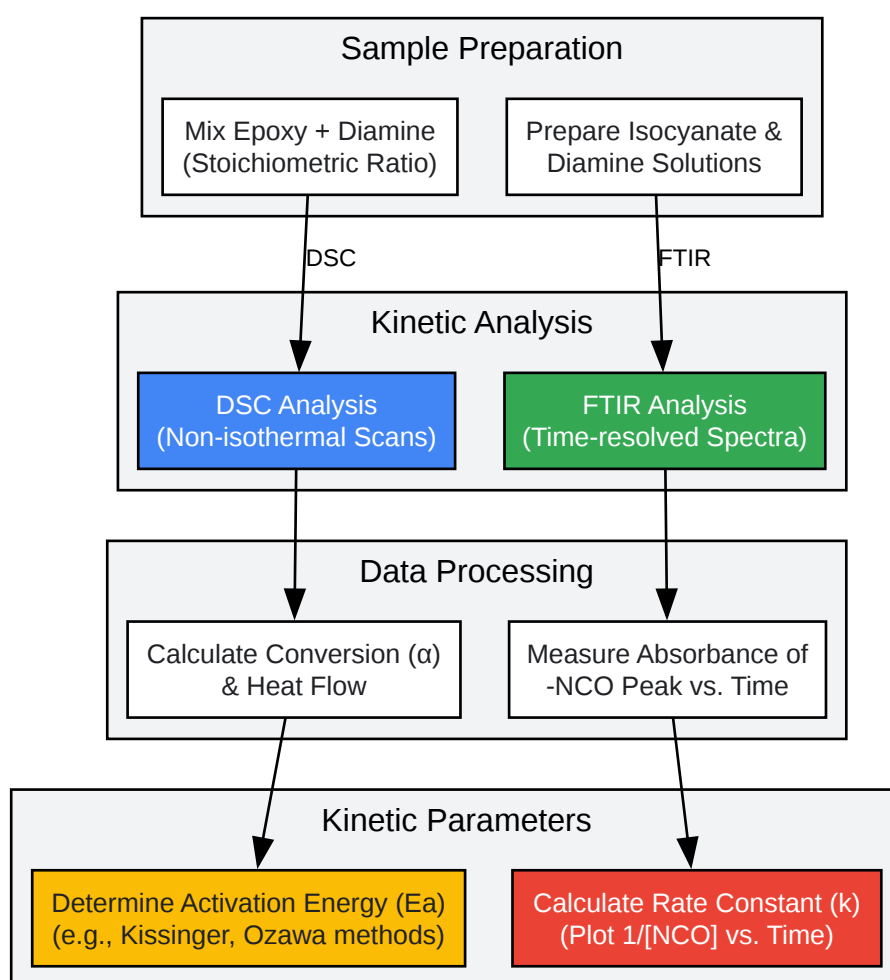 Sample Preparation
Mix Epoxy + Diamine
(Stoichiometric Ratio)
Prepare Isocyanate &
Diamine Solutions
DSC
FTIR
Kinetic Analysis
DSC Analysis
(Non-isothermal Scans)
FTIR Analysis
(Time-resolved Spectra)
Data Processing
Calculate Conversion (α)
& Heat Flow
Measure Absorbance of
-NCO Peak vs. Time
Kinetic Parameters
Determine Activation Energy (Ea)
(e.g., Kissinger, Ozawa methods)
Calculate Rate Constant (k)
(Plot 1/[NCO] vs. Time)